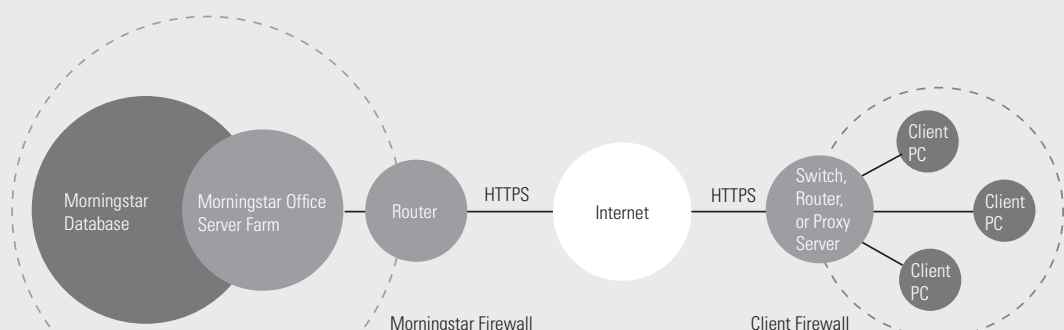 Morningstar
Database
Morningstar Office
Server Farm
Router
HTTPS
Internet
HTTPS
Switch,
Router,
or Proxy
Server
Client
PC
Client
PC
Client
PC
Morningstar Firewall
Client Firewall